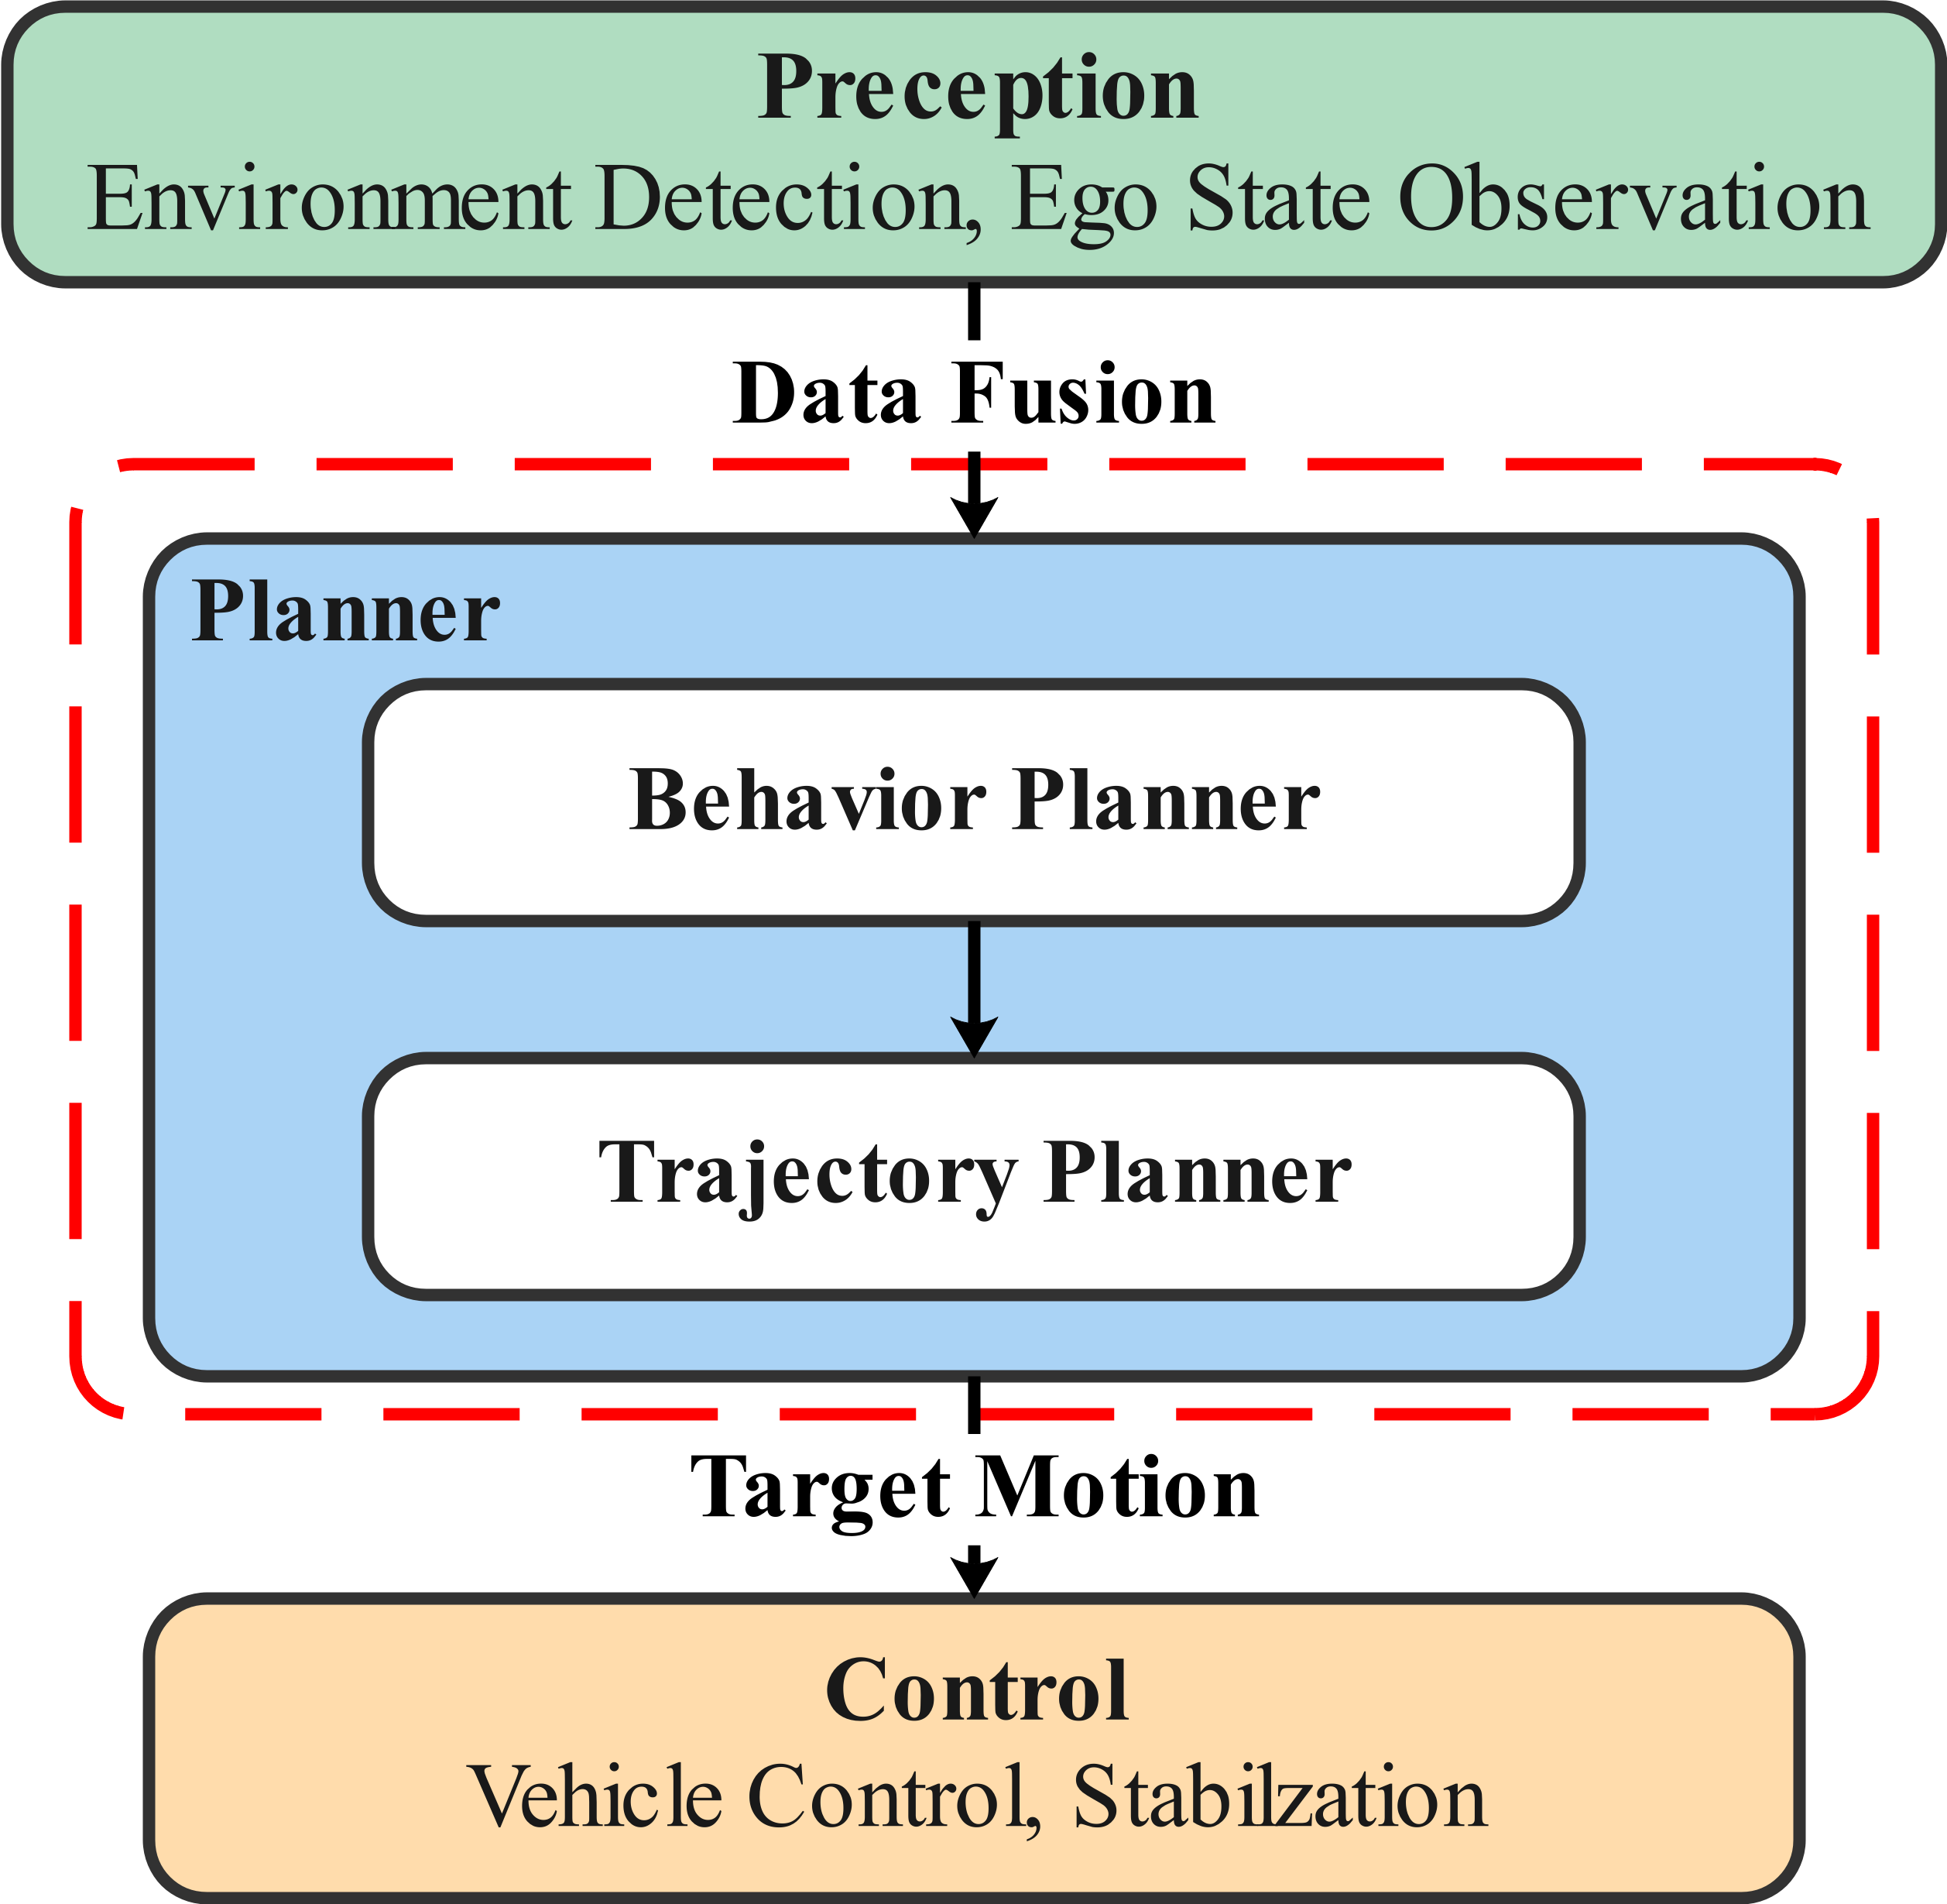 Preception
Environment Detection, Ego State Observation
Data Fusion
Planner
Behavior Planner
Trajectory Planner
Target Motion
Control
Vehicle Control, Stabilzation